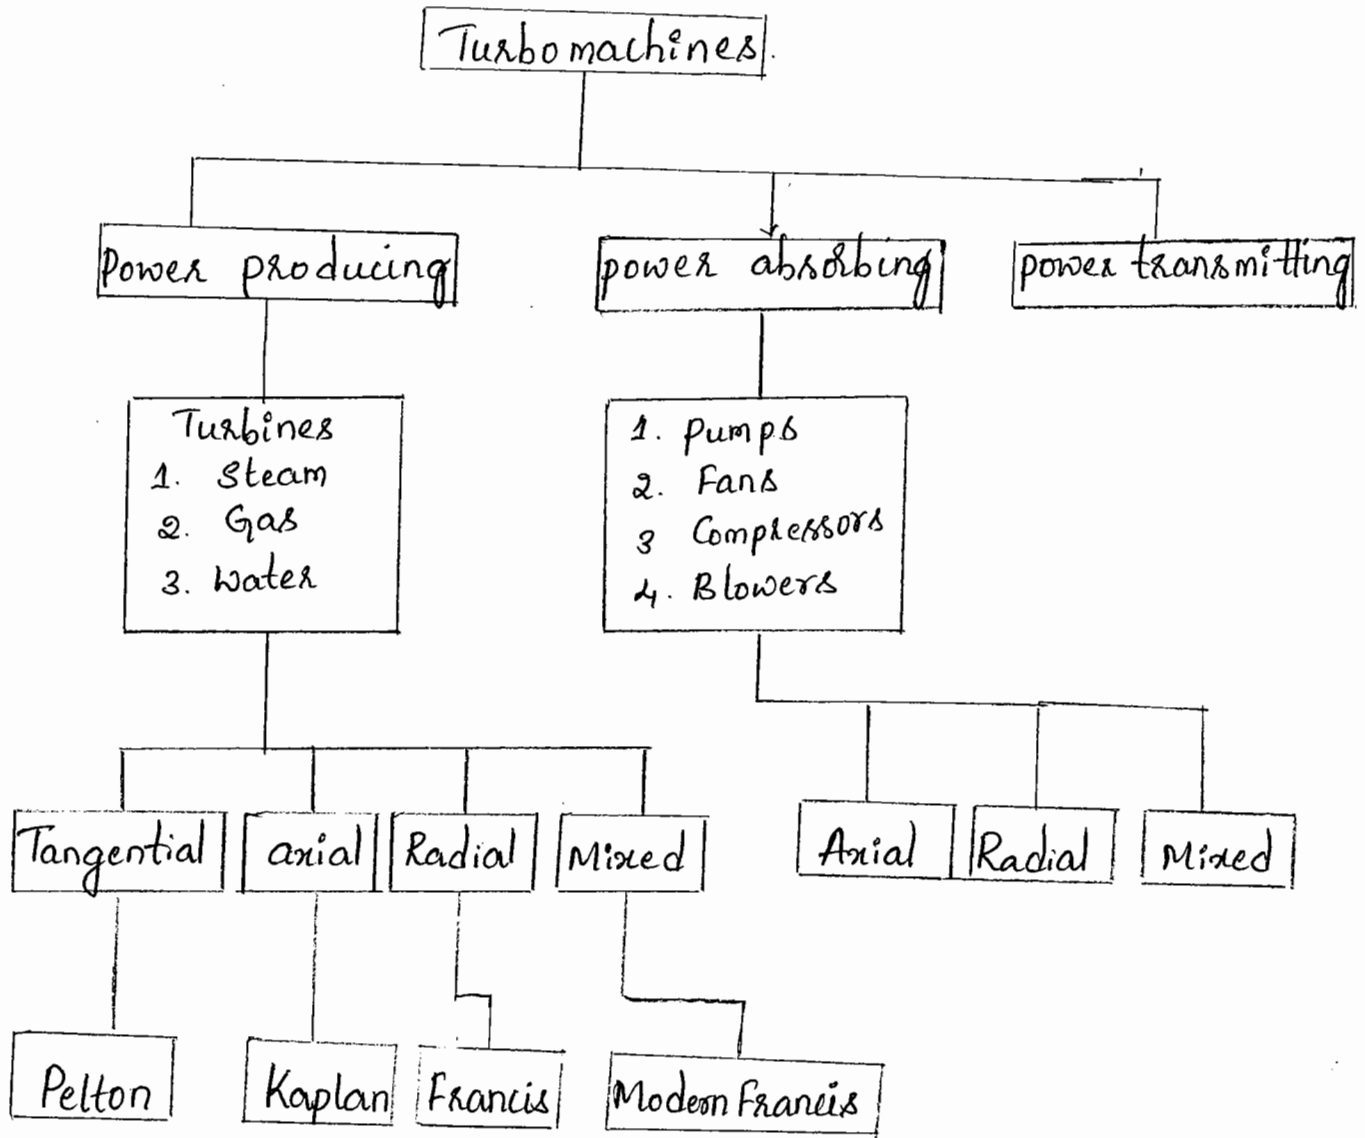 Turbomachines.
Power producing
power absorbing
power transmitting
Turbines
1. Steam
2. Gas
3. Water
1. Pumps
2. Fans
3 Compressors
4. Blowers
Tangential
axial
Radial
Mixed
Axial
Radial
Mixed
Pelton
Kaplan
Francis
Modern Francis